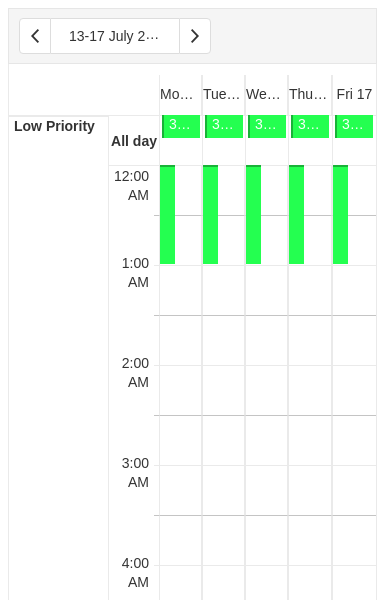 13-17 July 2···
Mo... Tue... We... Thu... Fri 17
Low Priority
3... 3... 3... 3... 3...
All day
12:00
AM
1:00
AM
2:00
AM
3:00
AM
4:00
AM